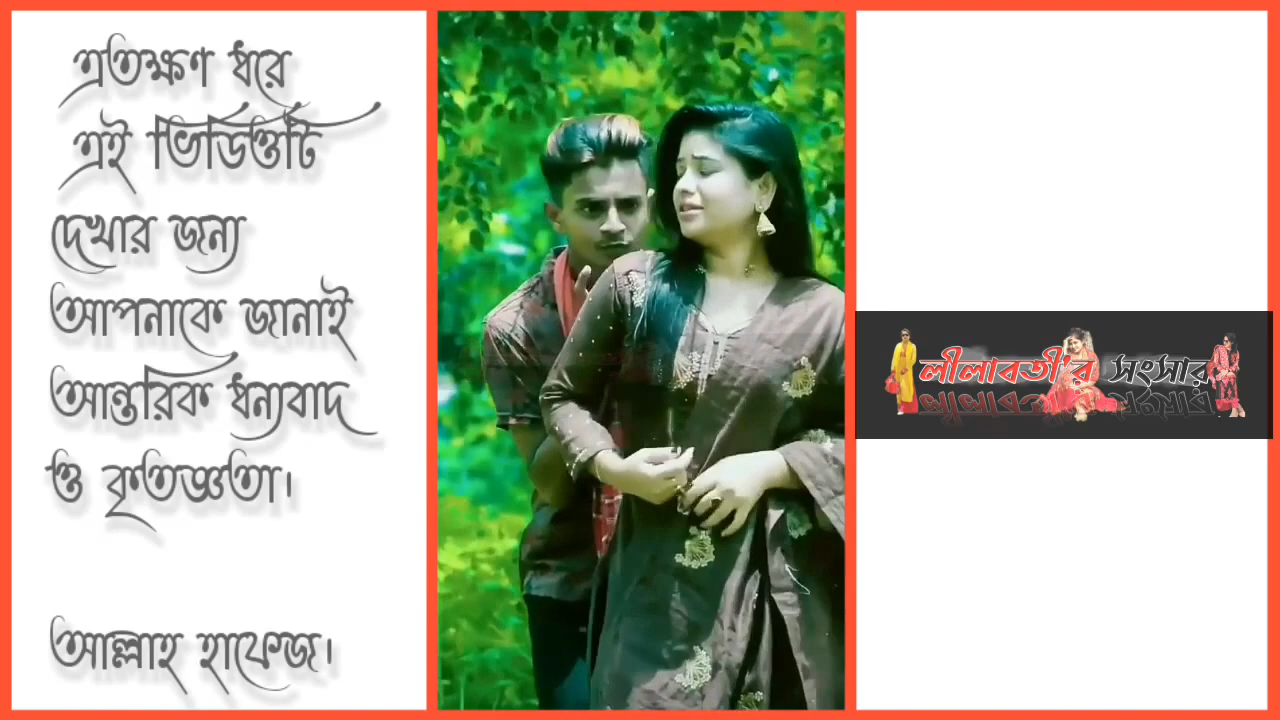 এতক্ষণ ধরে
এই ভিডিওটি
দেখার জন্য
আপনাকে জানাই
আন্তরিক ধন্যবাদ
ও কৃতজ্ঞতা।
আল্লাহ হাফেজ।
লীলাবতী'র সংসার